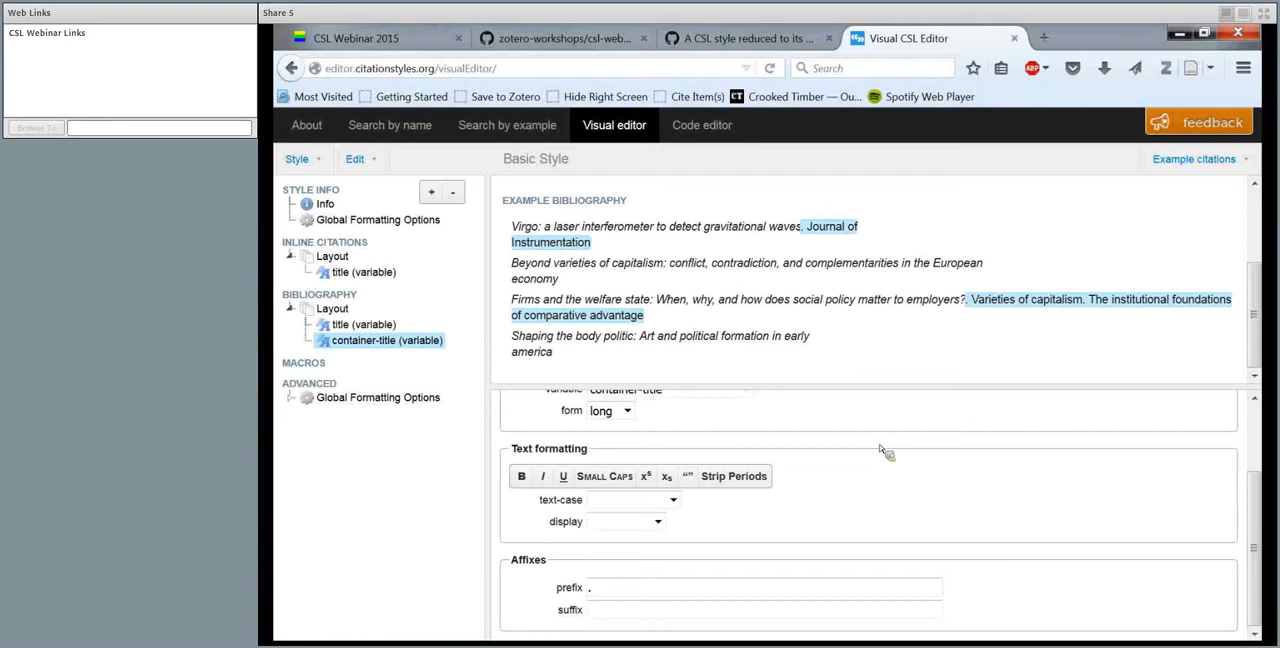 Web Links
CSL Webinar Links
Browse To
Share 5
CSL Webinar 2015
zotero-workshops/csl-web...
A CSL style reduced to its ...
Visual CSL Editor
editor.citationstyles.org/visualEditor/
Search
ABP
Z
Most Visited
Getting Started
Save to Zotero
Hide Right Screen
Cite Item(s)
CT Crooked Timber — Ou...
Spotify Web Player
About
Search by name
Search by example
Visual editor
Code editor
feedback
Style
Edit
Basic Style
Example citations
STYLE INFO
+
-
Info
Global Formatting Options
INLINE CITATIONS
Layout
title (variable)
BIBLIOGRAPHY
Layout
title (variable)
container-title (variable)
MACROS
ADVANCED
Global Formatting Options
EXAMPLE BIBLIOGRAPHY
Virgo: a laser interferometer to detect gravitational waves. Journal of
Instrumentation
Beyond varieties of capitalism: conflict, contradiction, and complementarities in the European
economy
Firms and the welfare state: When, why, and how does social policy matter to employers?. Varieties of capitalism. The institutional foundations
of comparative advantage
Shaping the body politic: Art and political formation in early
america
variable container-title
form long
Text formatting
B I U SMALL CAPS x^s x_s “” Strip Periods
text-case
display
Affixes
prefix .
suffix